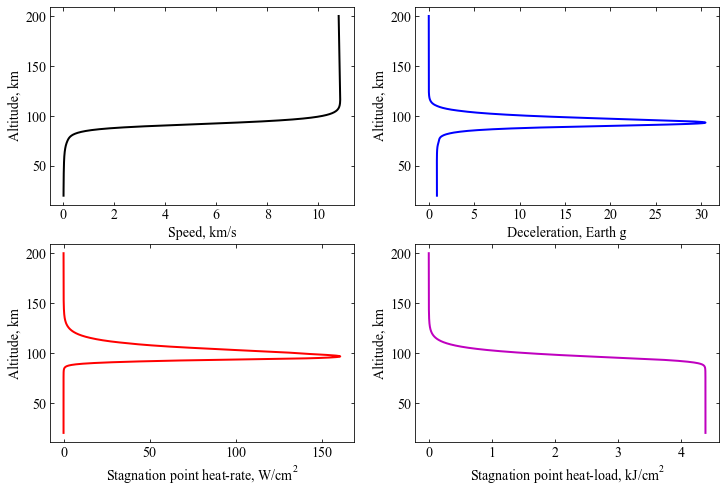 200
150
100
50
Altitude, km
0 2 4 6 8 10
Speed, km/s
200
150
100
50
Altitude, km
0 5 10 15 20 25 30
Deceleration, Earth g
200
150
100
50
Altitude, km
0 50 100 150
Stagnation point heat-rate, W/cm²
200
150
100
50
Altitude, km
0 1 2 3 4
Stagnation point heat-load, kJ/cm²